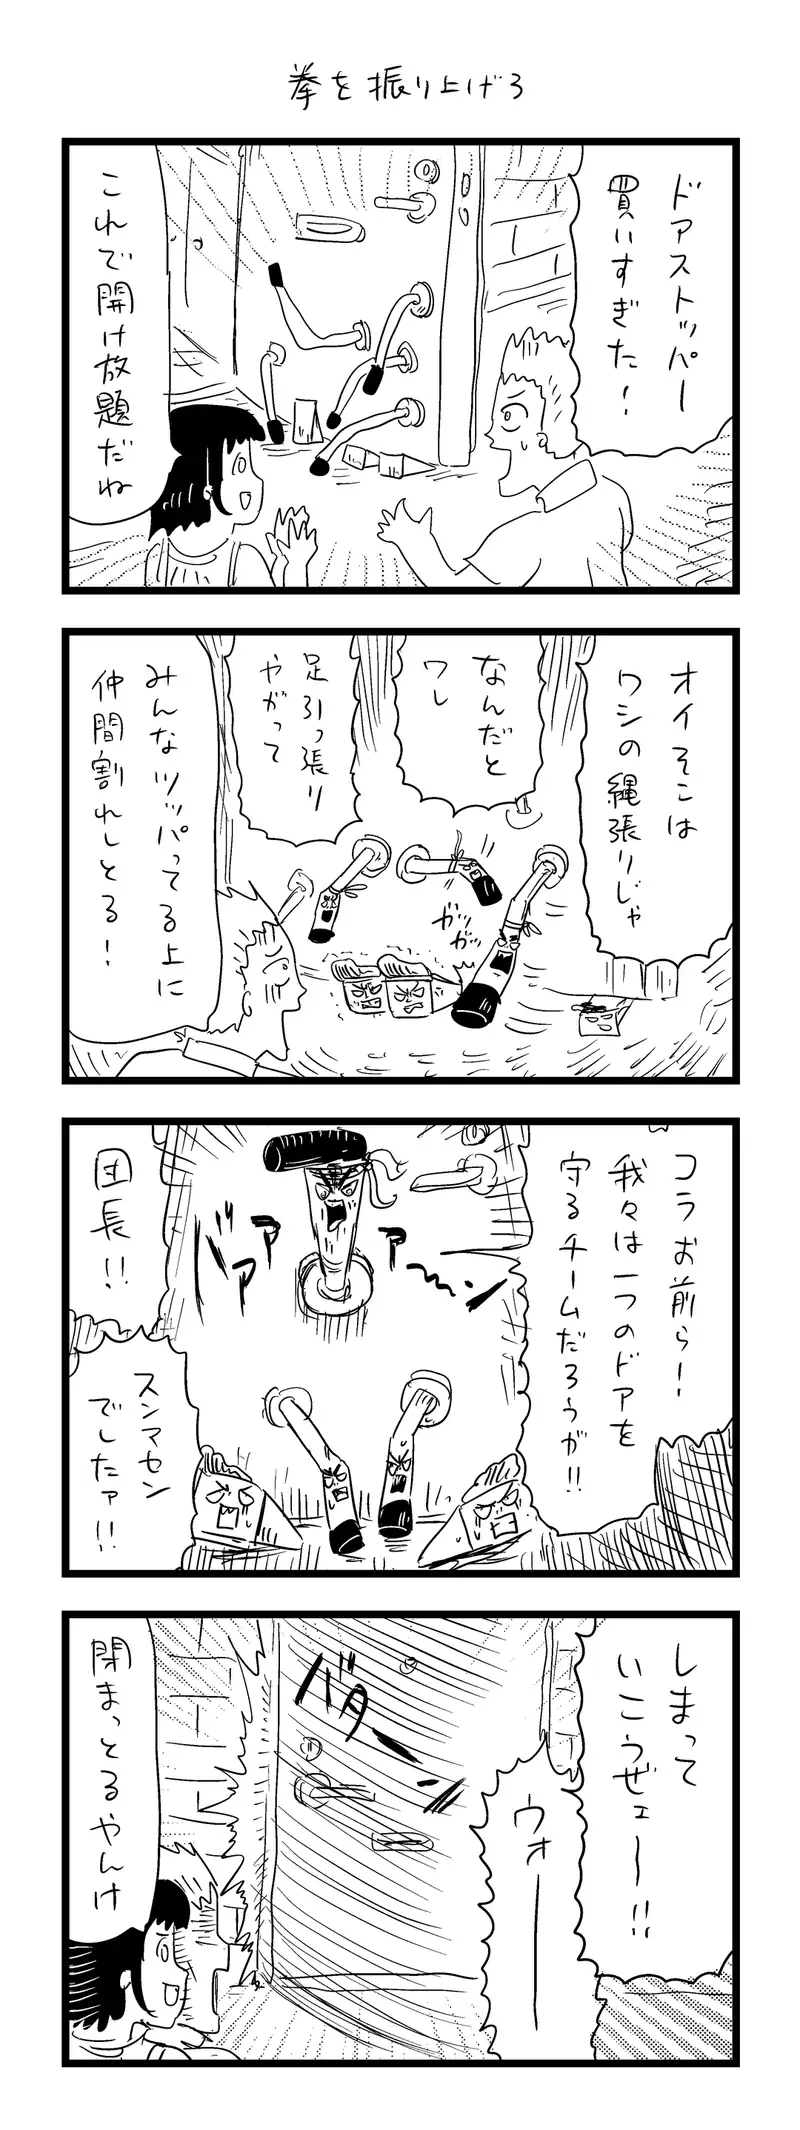 拳を振り上げろ
ドアストッパー
買いすぎた！
これで開け放題だね
オイそこは
ワシの縄張りじゃ
なんだと
ワレ
足引っ張り
やがって
ガッガッ
みんなツッパってる上に
仲間割れしとる！
コラお前ら！
我々は一つのドアを
守るチームだろうが!!
バァァァァーン
団長!!
スンマセン
でしたァ!!
しまって
いこうぜェー!!
ウォー
バターン
閉まっとるやんけ